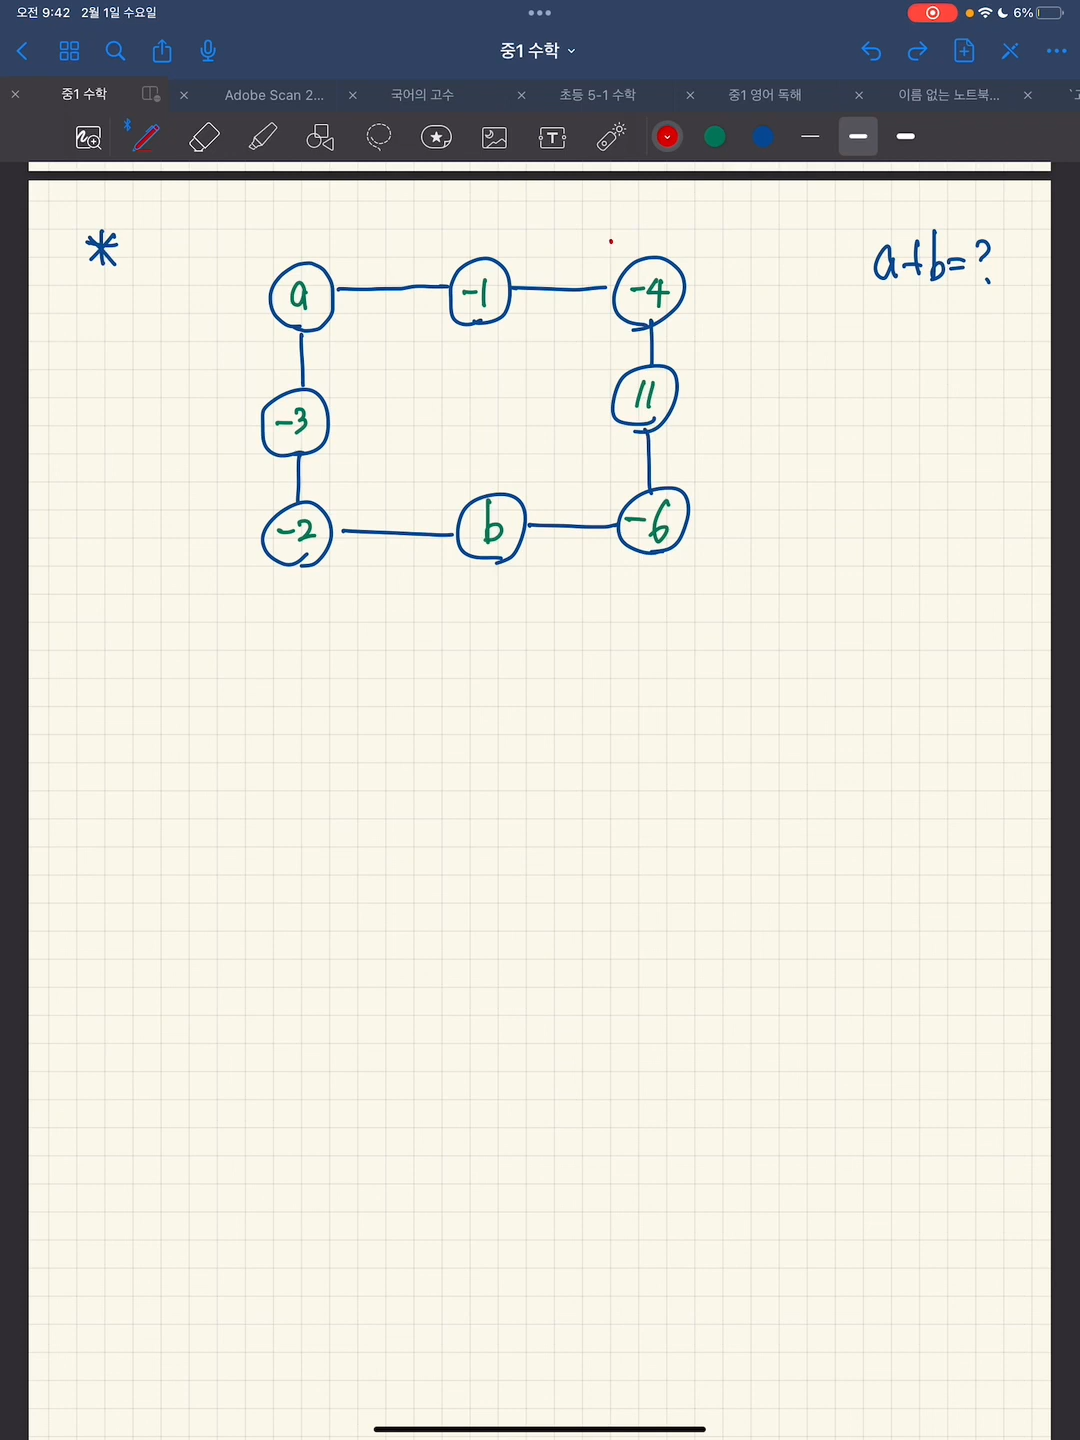 오전 9:42 2월 1일 수요일 6%
중1 수학
중1 수학 Adobe Scan 2... 국어의 고수 초등 5-1 수학 중1 영어 독해 이름 없는 노트북...
* a+b=?
a -1 -4
11
-3
-2 b -6